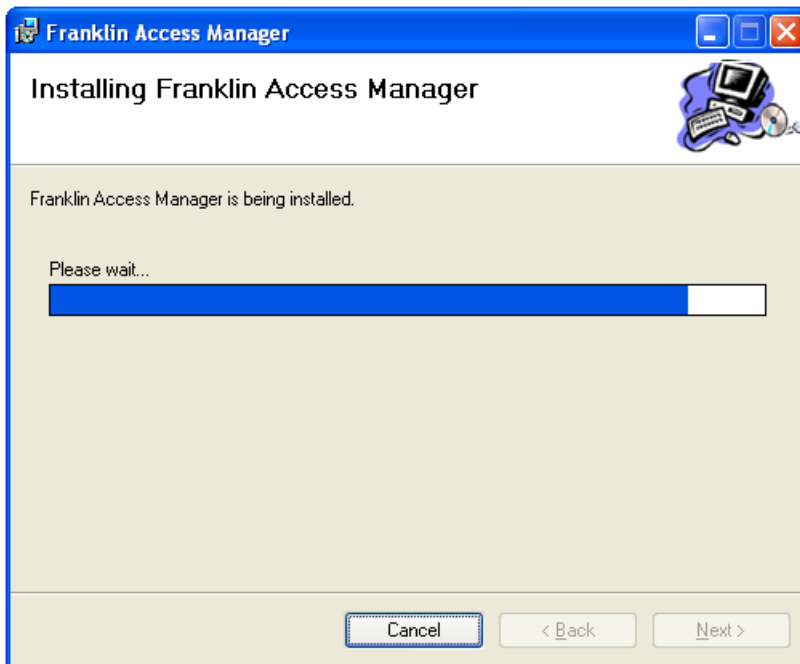 Franklin Access Manager
Installing Franklin Access Manager
Franklin Access Manager is being installed.
Please wait...
Cancel
< Back
Next >